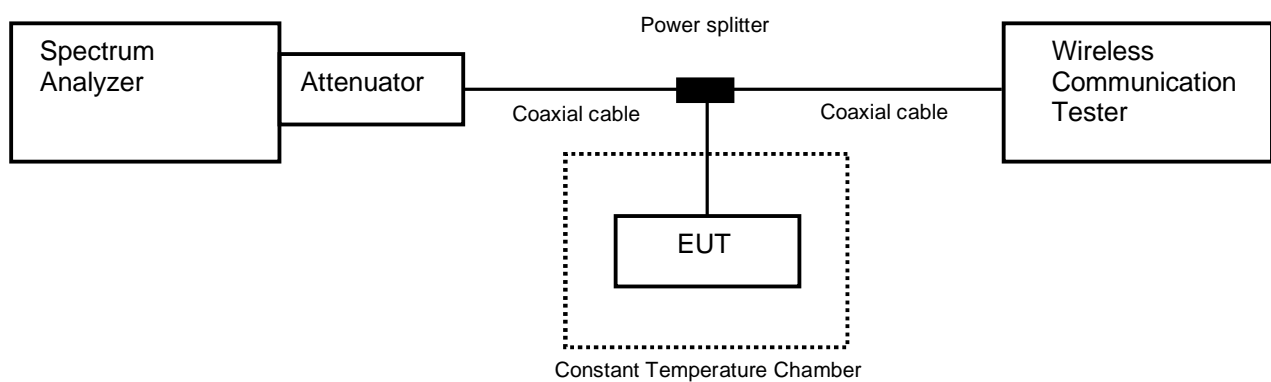 Power splitter
Spectrum
Analyzer
Attenuator
Wireless
Communication
Tester
Coaxial cable
Coaxial cable
EUT
Constant Temperature Chamber